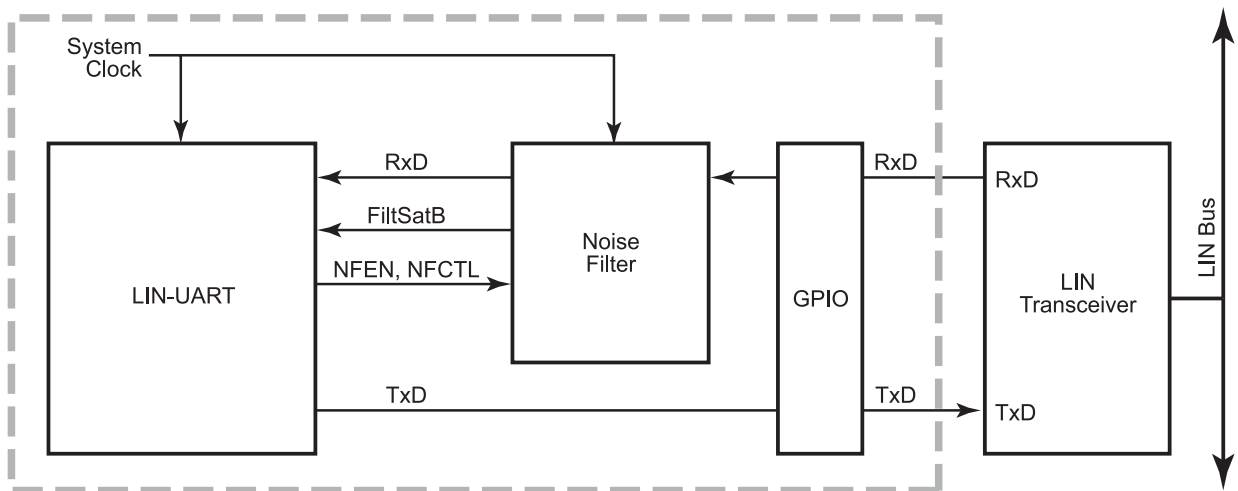 System
Clock
RxD
RxD
RxD
FiltSatB
Noise
Filter
NFEN, NFCTL
LIN-UART
GPIO
LIN
Transceiver
LIN Bus
TxD
TxD
TxD